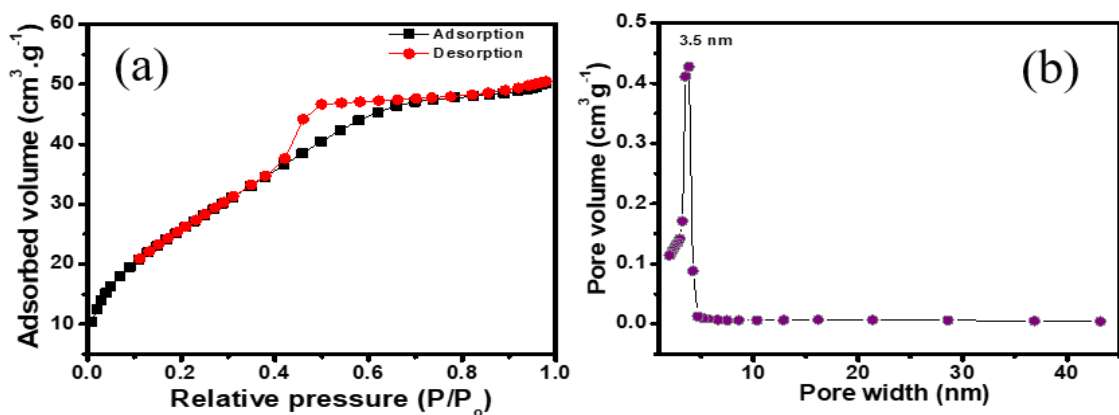 (a)
Adsorption
Desorption
Adsorbed volume (cm³.g⁻¹)
60
50
40
30
20
10
0.0 0.2 0.4 0.6 0.8 1.0
Relative pressure (P/Pₒ)
(b)
3.5 nm
Pore volume (cm³g⁻¹)
0.5
0.4
0.3
0.2
0.1
0.0
0 10 20 30 40
Pore width (nm)